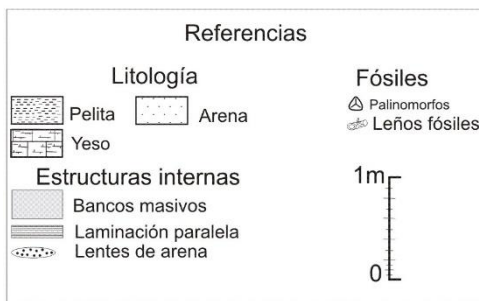 Referencias
Litología
Pelita
Arena
Yeso
Fósiles
Palinomorfos
Leños fósiles
Estructuras internas
Bancos masivos
Laminación paralela
Lentes de arena
1m
0